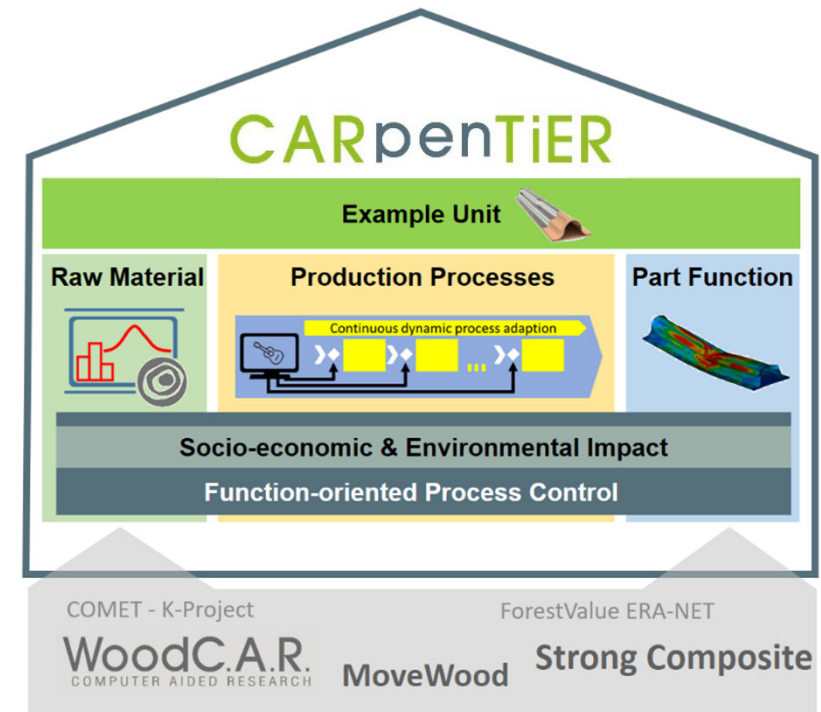 CARpenTiER
Example Unit
Raw Material
Production Processes
Part Function
Continuous dynamic process adaption
...
Socio-economic & Environmental Impact
Function-oriented Process Control
COMET - K-Project
ForestValue ERA-NET
WoodC.A.R.
COMPUTER AIDED RESEARCH
MoveWood
Strong Composite